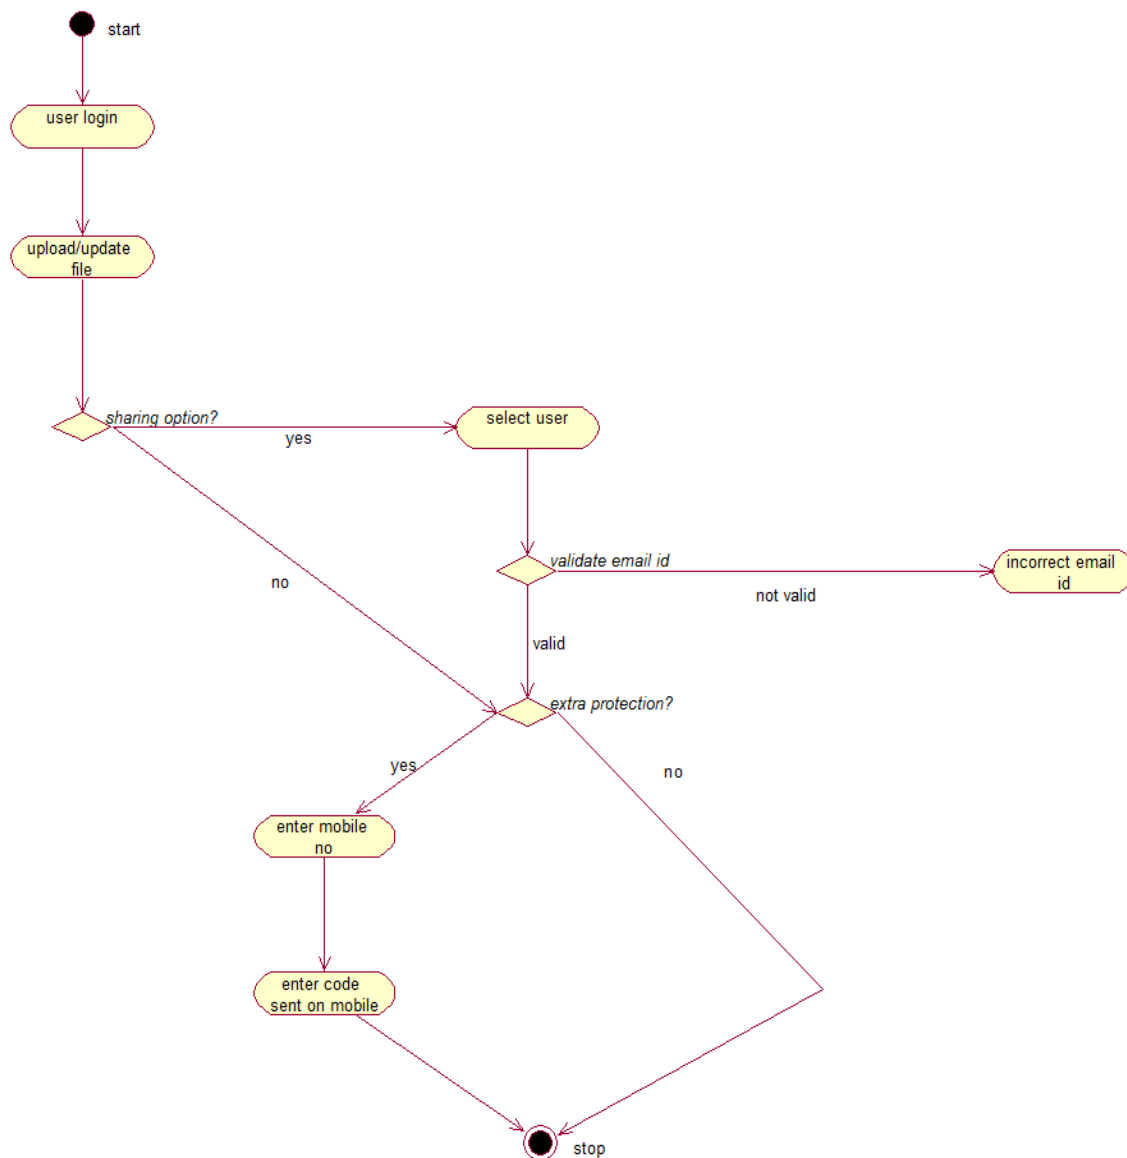 start
user login
upload/update
file
sharing option?
yes
select user
no
validate email id
not valid
incorrect email
id
valid
extra protection?
yes
no
enter mobile
no
enter code
sent on mobile
stop